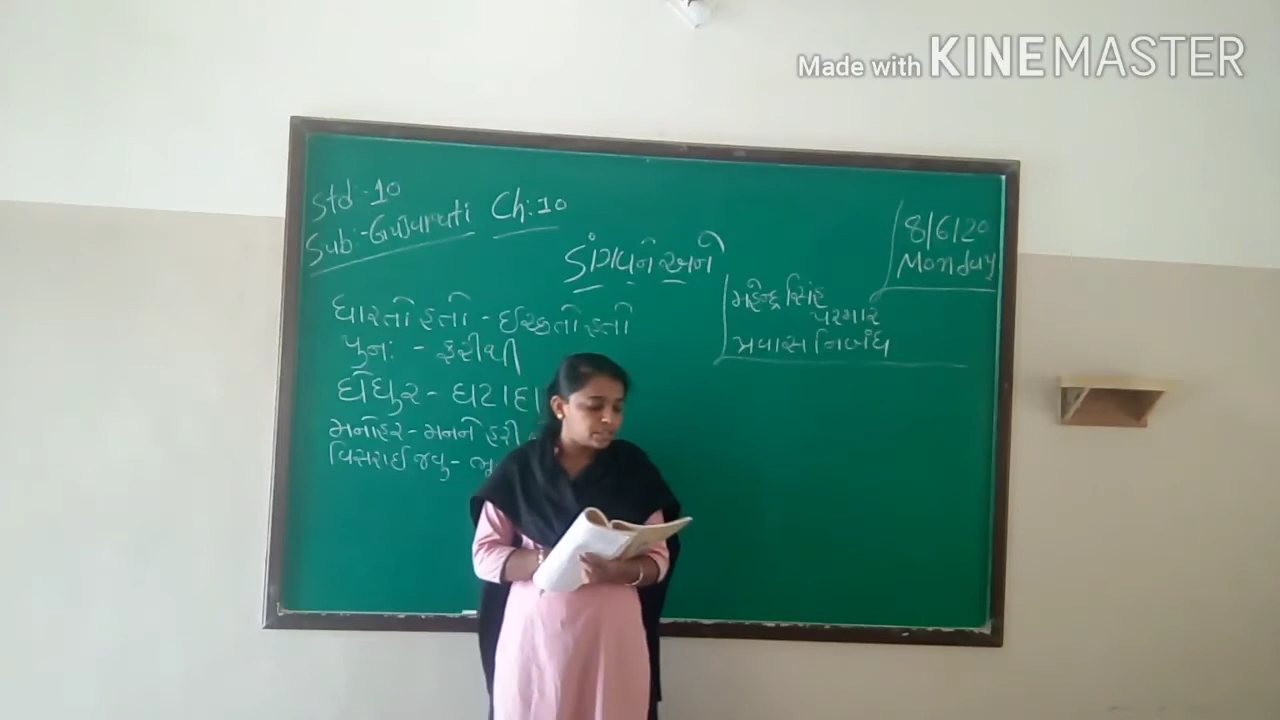 Made with KINEMASTER
Std:-10
Sub:-Gujarati Ch:10
8/6/20
Monday
ડાંગવનો અને
મહેન્દ્રસિંહ
પરમાર
પ્રવાસ નિબંધ
ધારતો હતો - ઈચ્છતો હતો
પુનઃ - ફરીથી
ઘેઘુર - ઘટાદા
મનોહર - મનને હરી
વિસરાઈ જવુ - ભૂ